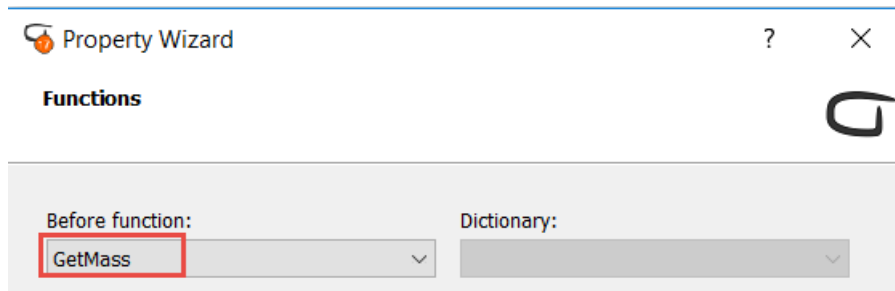 Property Wizard ?
Functions
Before function: Dictionary:
GetMass